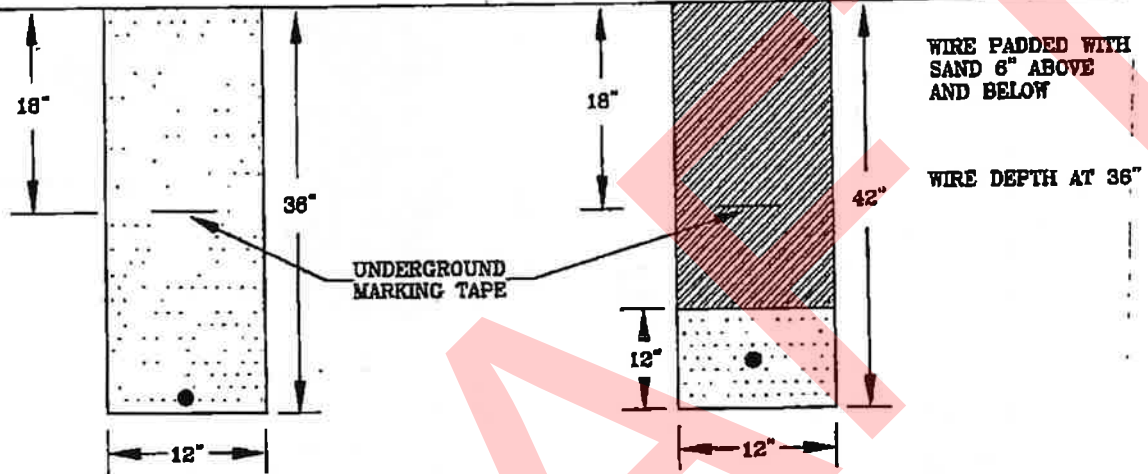 18"
36"
12"
UNDERGROUND
MARKING TAPE
18"
42"
12"
12"
WIRE PADDED WITH
SAND 6" ABOVE
AND BELOW
WIRE DEPTH AT 36"